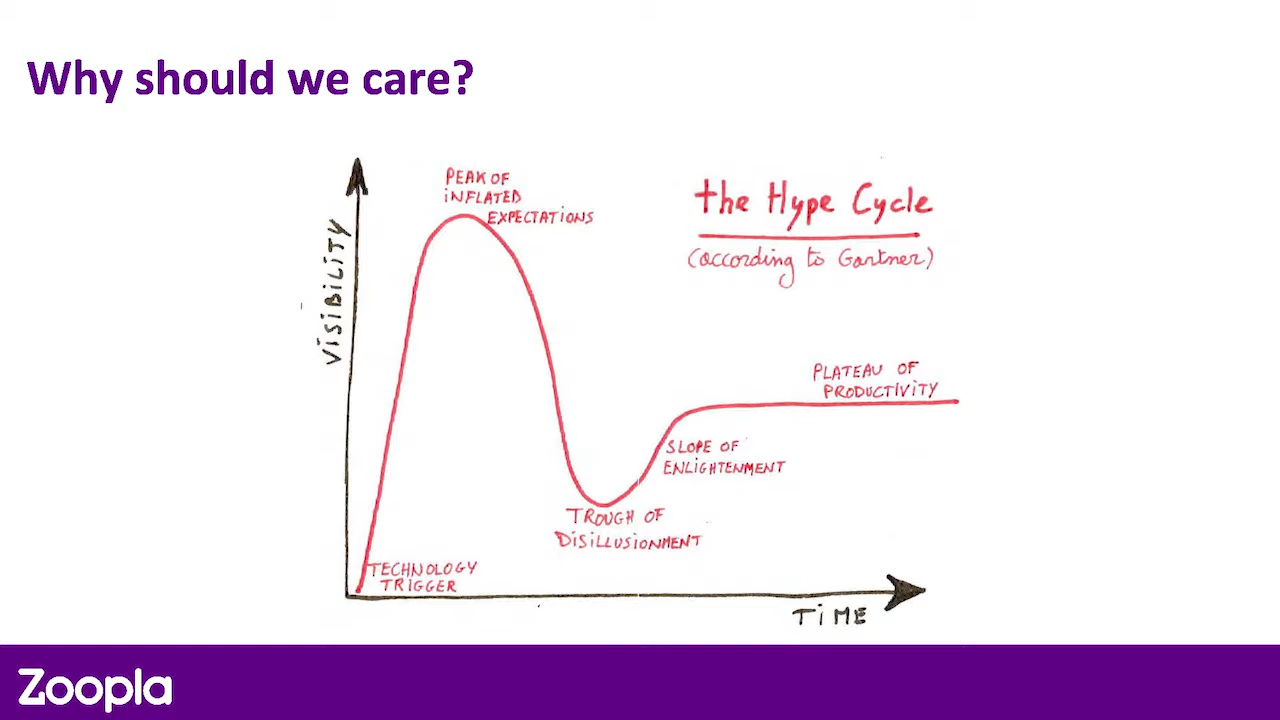 Why should we care?
PEAK OF
iNFLATED
EXPECTATIONS
the Hype Cycle
(according to Gartner)
VISIBILITY
PLATEAU OF
PRODUCTIVITY
SLOPE OF
ENLIGHTENMENT
TROUGH OF
DISILLUSIONMENT
TECHNOLOGY
TRIGGER
TiME
Zoopla